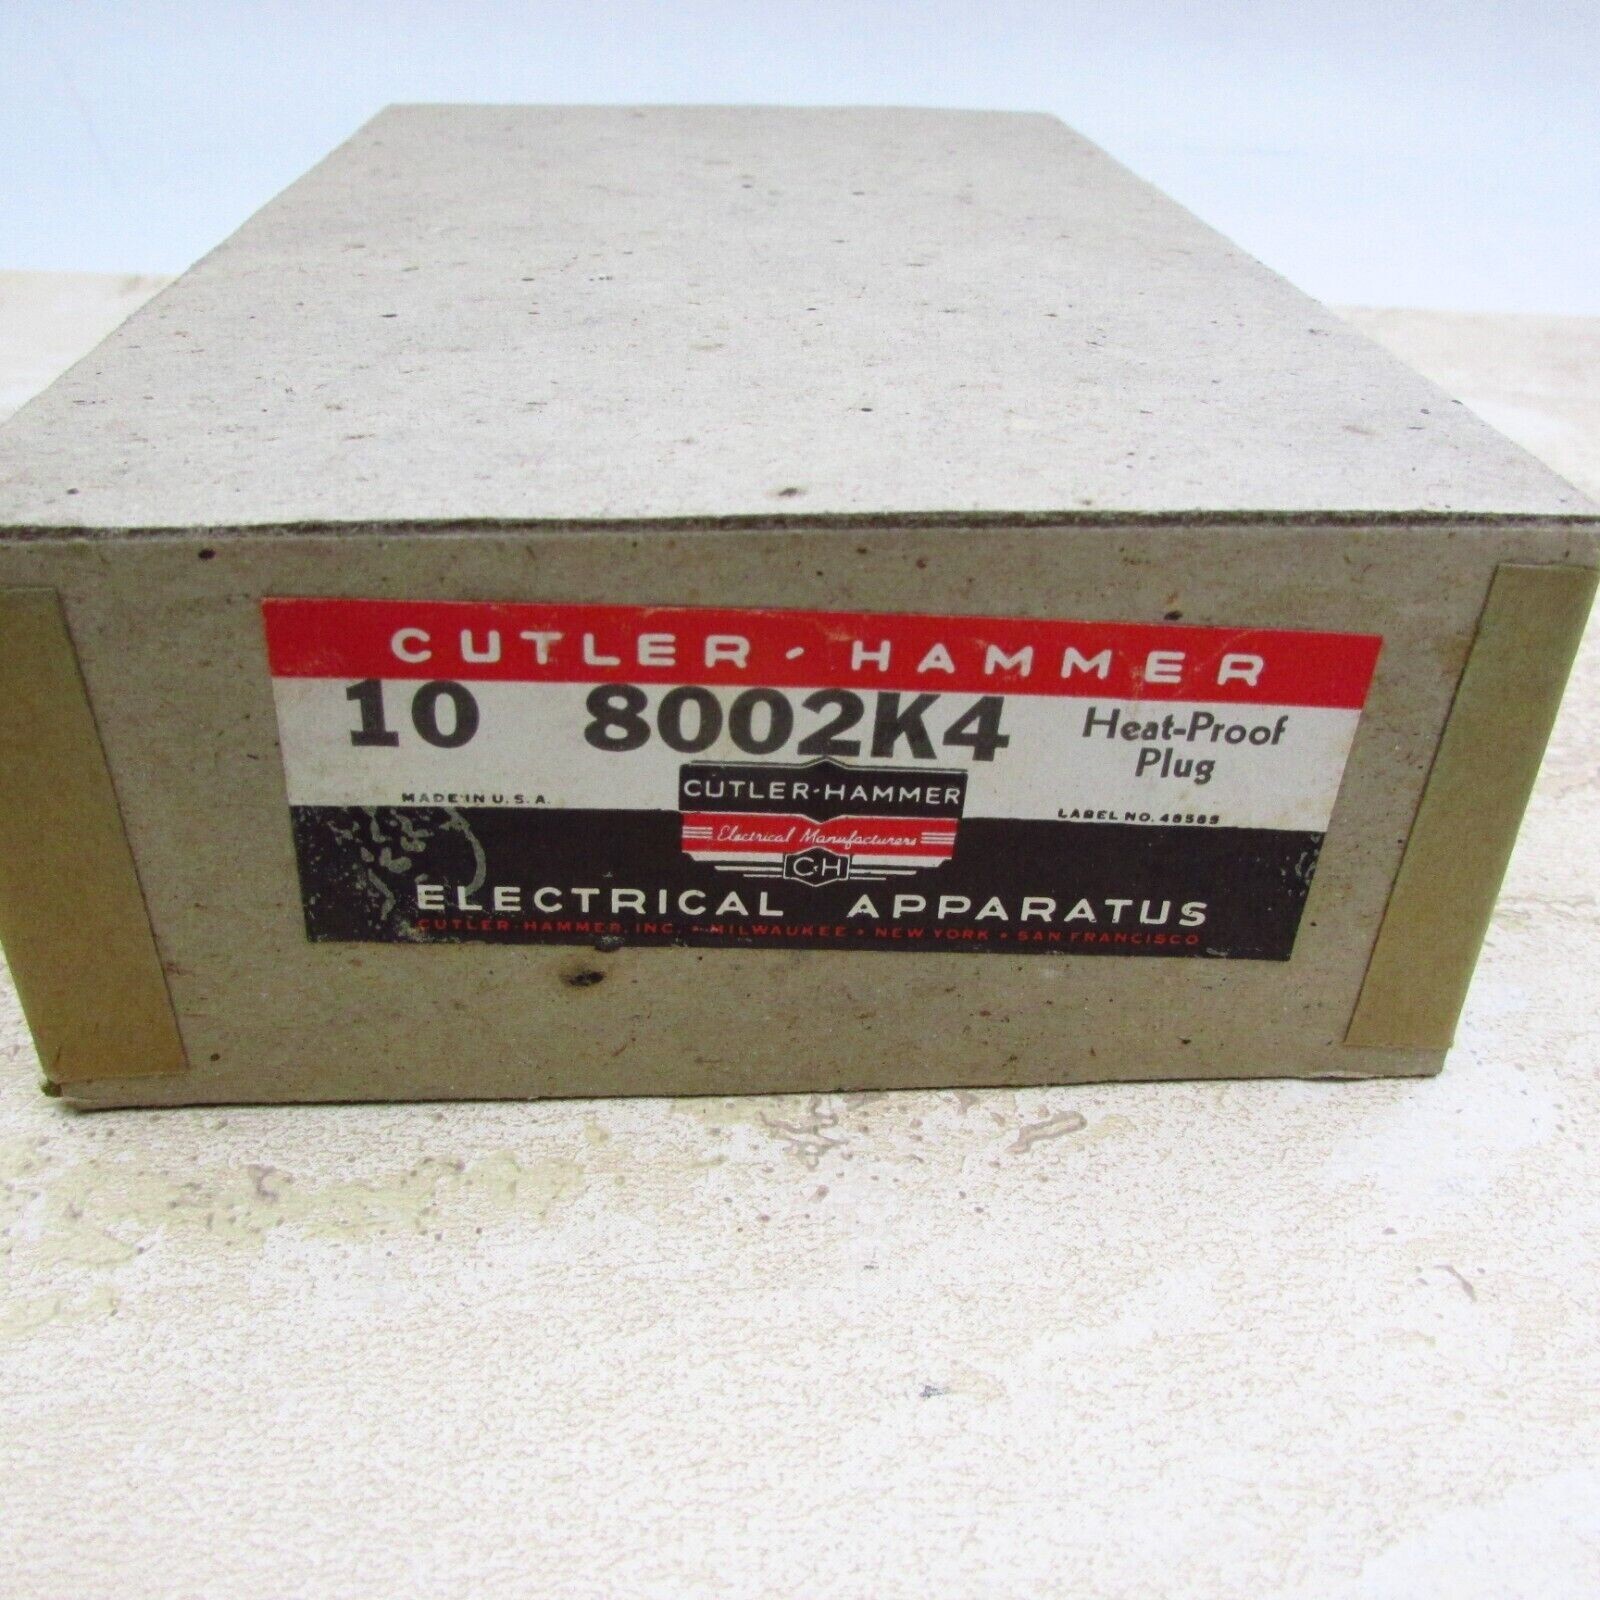 CUTLER-HAMMER
10 8002K4 Heat-Proof
Plug
MADE IN U.S.A.
LABEL NO. 48585
CUTLER-HAMMER
Electrical Manufacturers
C-H
ELECTRICAL APPARATUS
CUTLER-HAMMER, INC. • MILWAUKEE • NEW YORK • SAN FRANCISCO